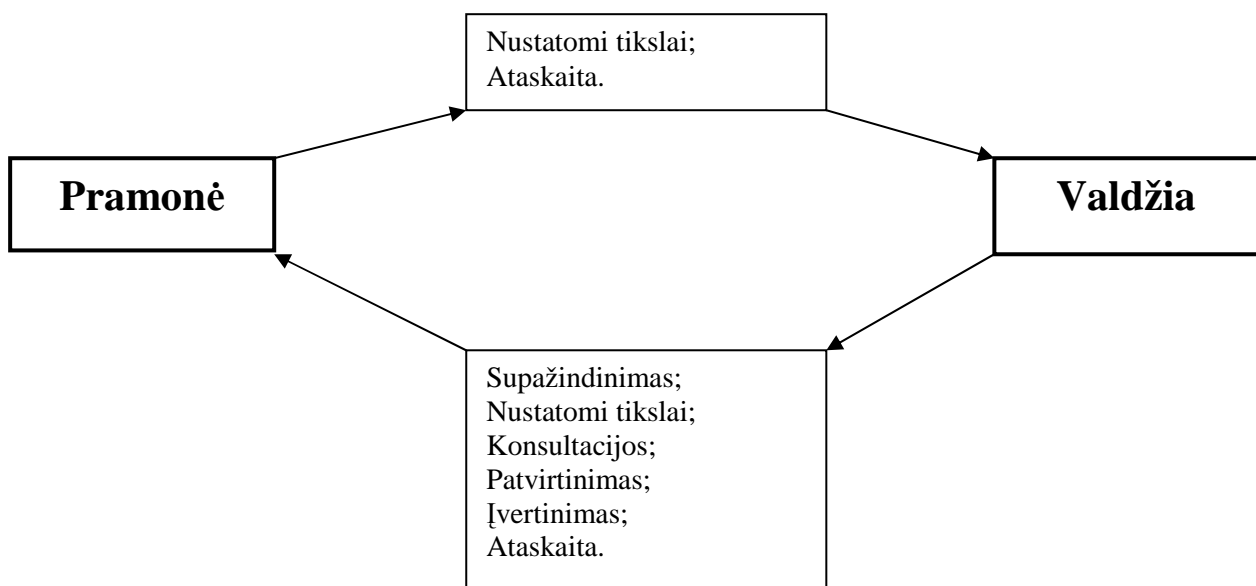 Nustatomi tikslai;
Ataskaita.
Pramonė
Valdžia
Supažindinimas;
Nustatomi tikslai;
Konsultacijos;
Patvirtinimas;
Įvertinimas;
Ataskaita.